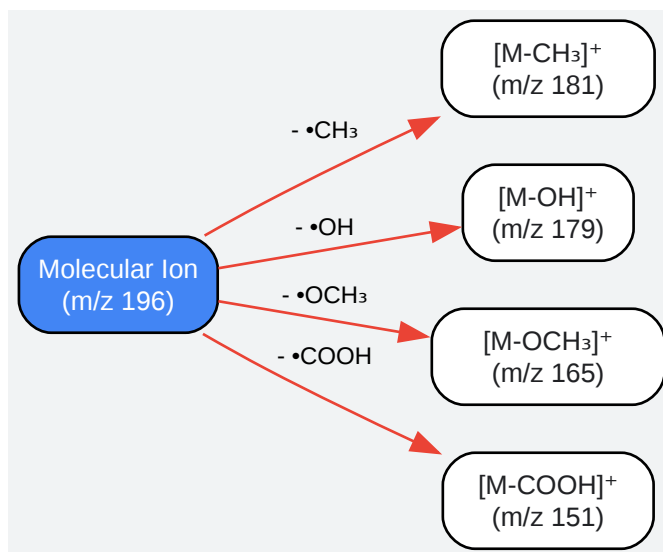 [M-CH₃]⁺
(m/z 181)
- •CH₃
[M-OH]⁺
(m/z 179)
- •OH
Molecular Ion
(m/z 196)
- •OCH₃
[M-OCH₃]⁺
(m/z 165)
- •COOH
[M-COOH]⁺
(m/z 151)